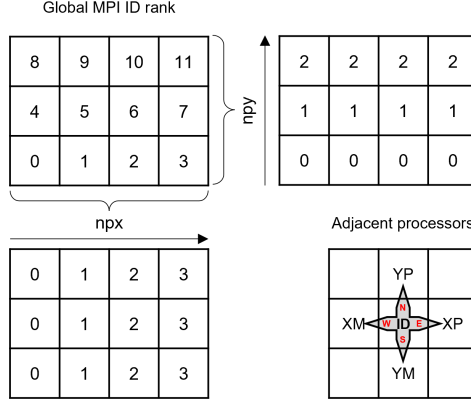 Global MPI ID rank
8 9 10 11
4 5 6 7
0 1 2 3
npy
npx
2 2 2 2
1 1 1 1
0 0 0 0
0 1 2 3
0 1 2 3
0 1 2 3
Adjacent processors
YP
N
XM W ID E XP
S
YM